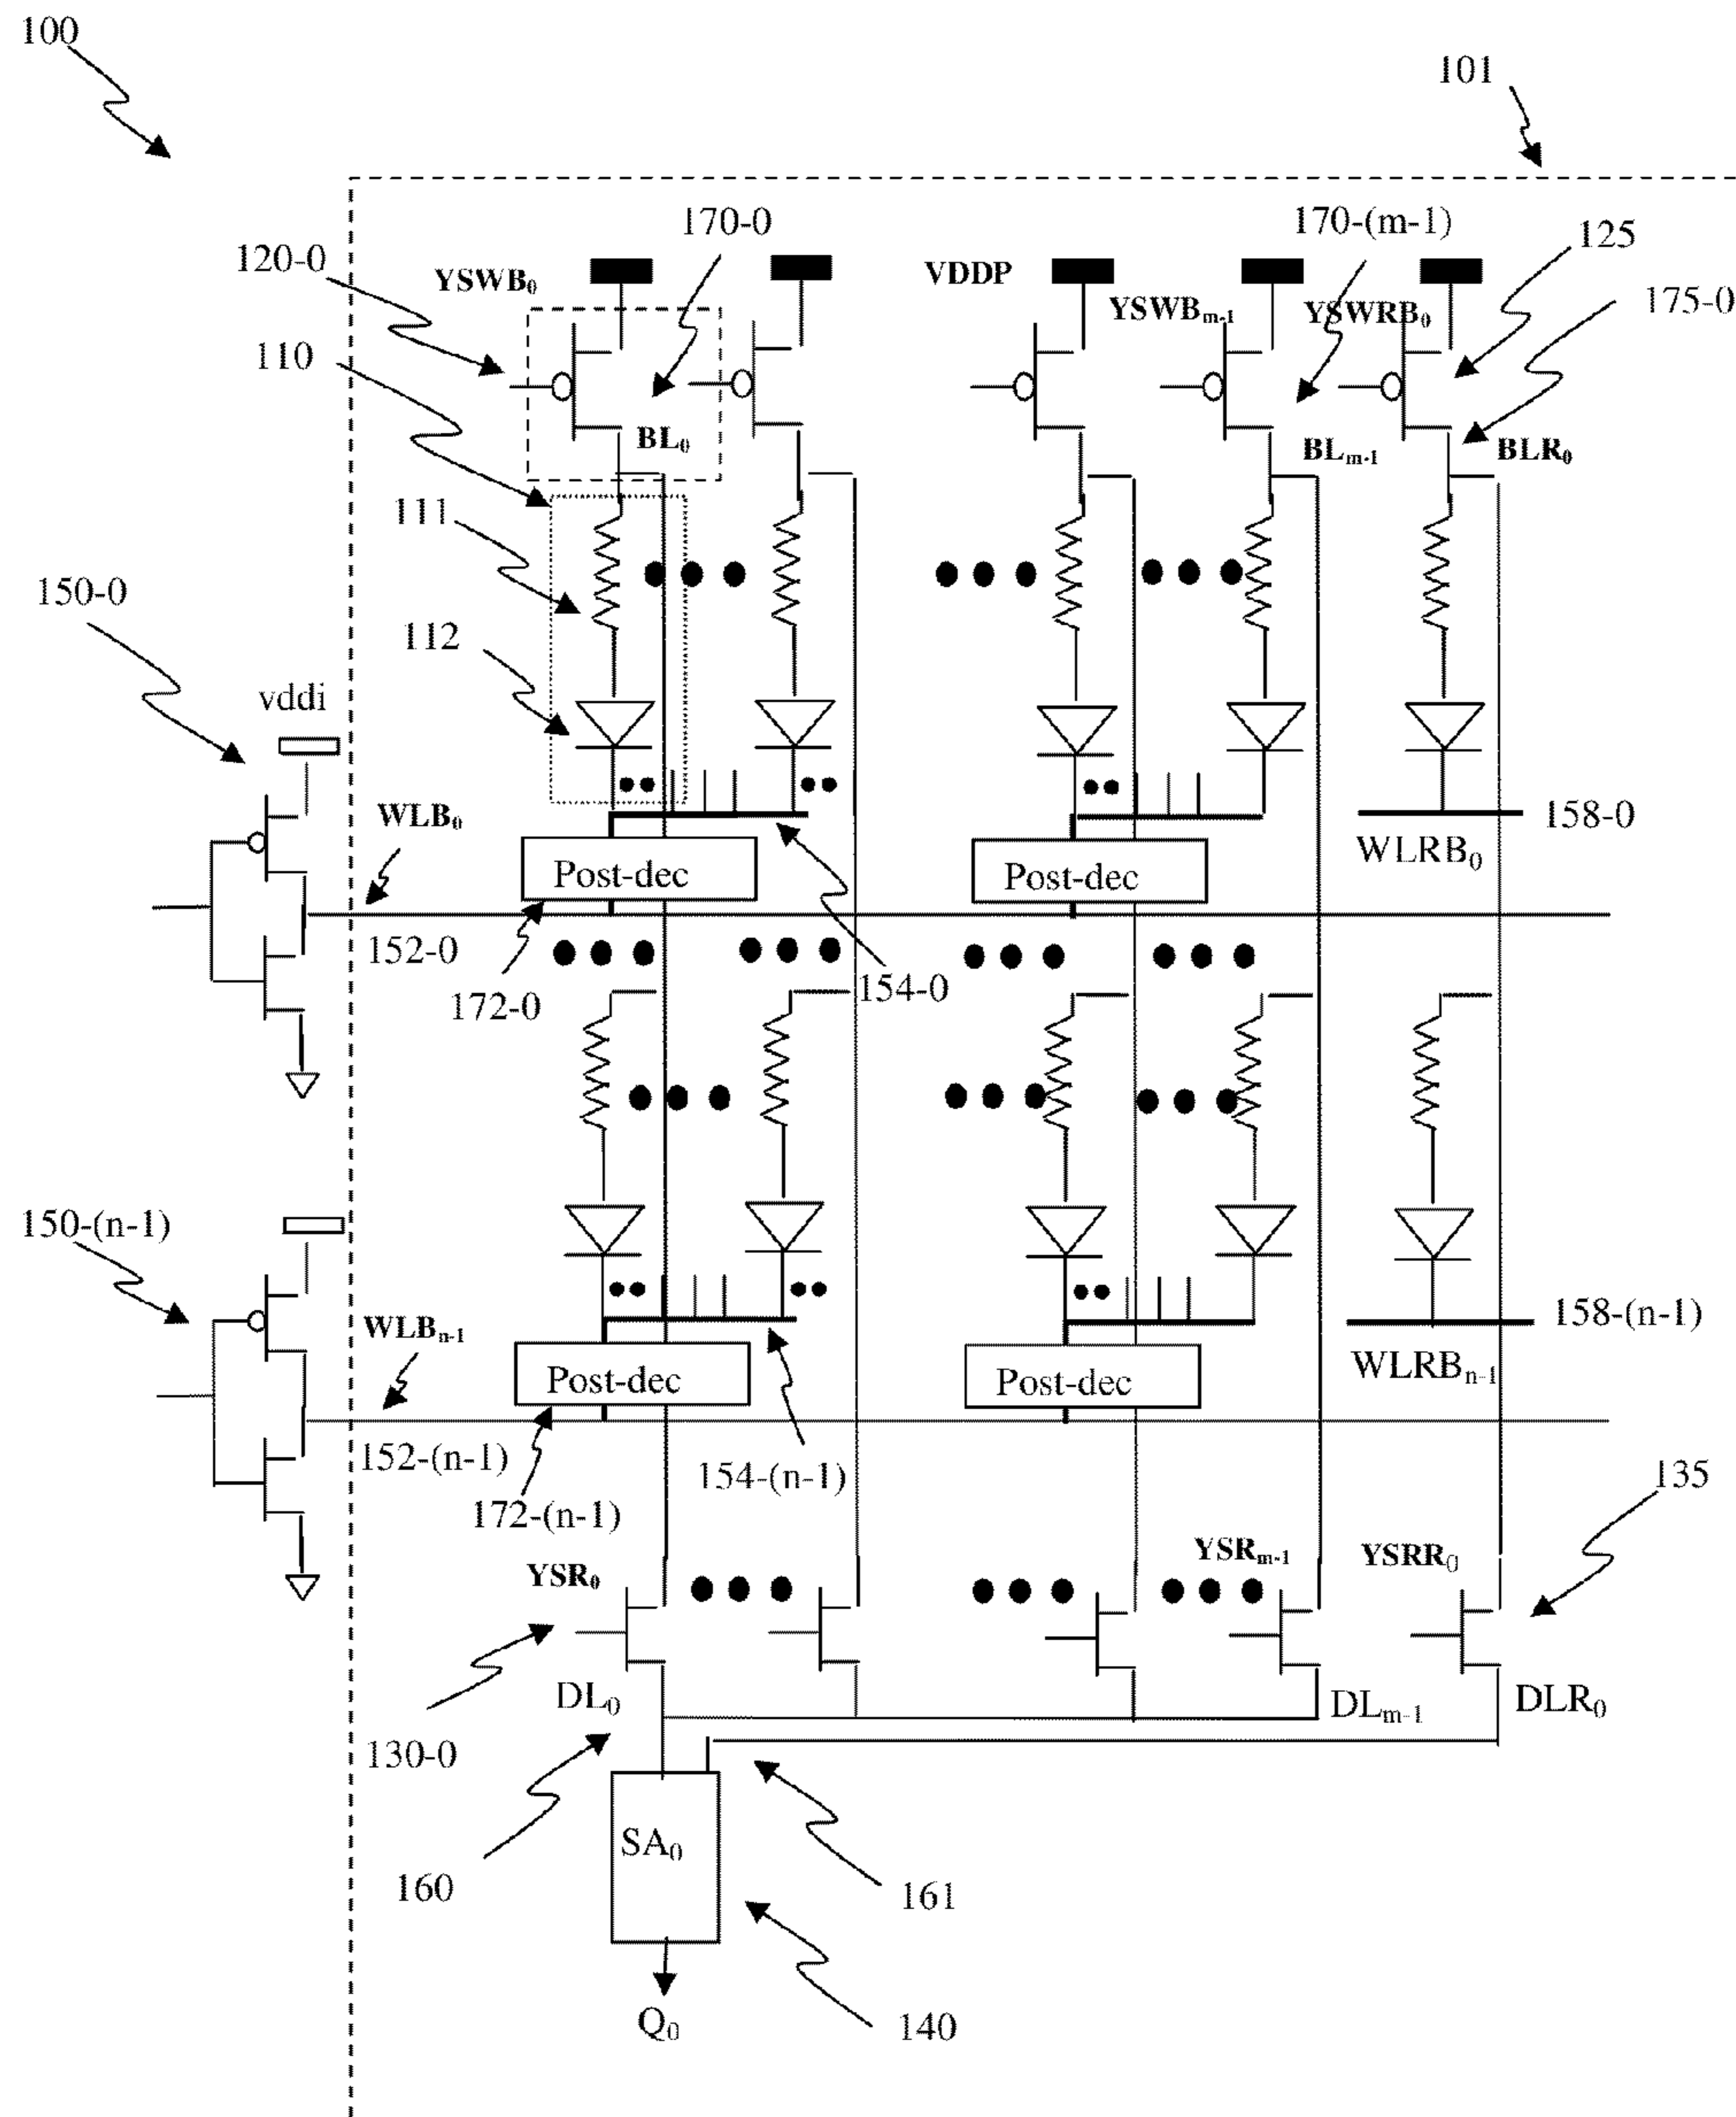 100
101
170-0
170-(m-1)
125
120-0
YSWB₀
VDDP
YSWBₘ₋₁
YSWRB₀
175-0
110
BL₀
BLₘ₋₁
BLR₀
111
150-0
112
vddi
WLB₀
158-0
WLRB₀
Post-dec
Post-dec
152-0
172-0
154-0
150-(n-1)
WLBₙ₋₁
158-(n-1)
WLRBₙ₋₁
Post-dec
Post-dec
152-(n-1)
154-(n-1)
135
172-(n-1)
YSR₀
YSRₘ₋₁
YSRR₀
DL₀
DLₘ₋₁
DLR₀
130-0
SA₀
160
161
Q₀
140